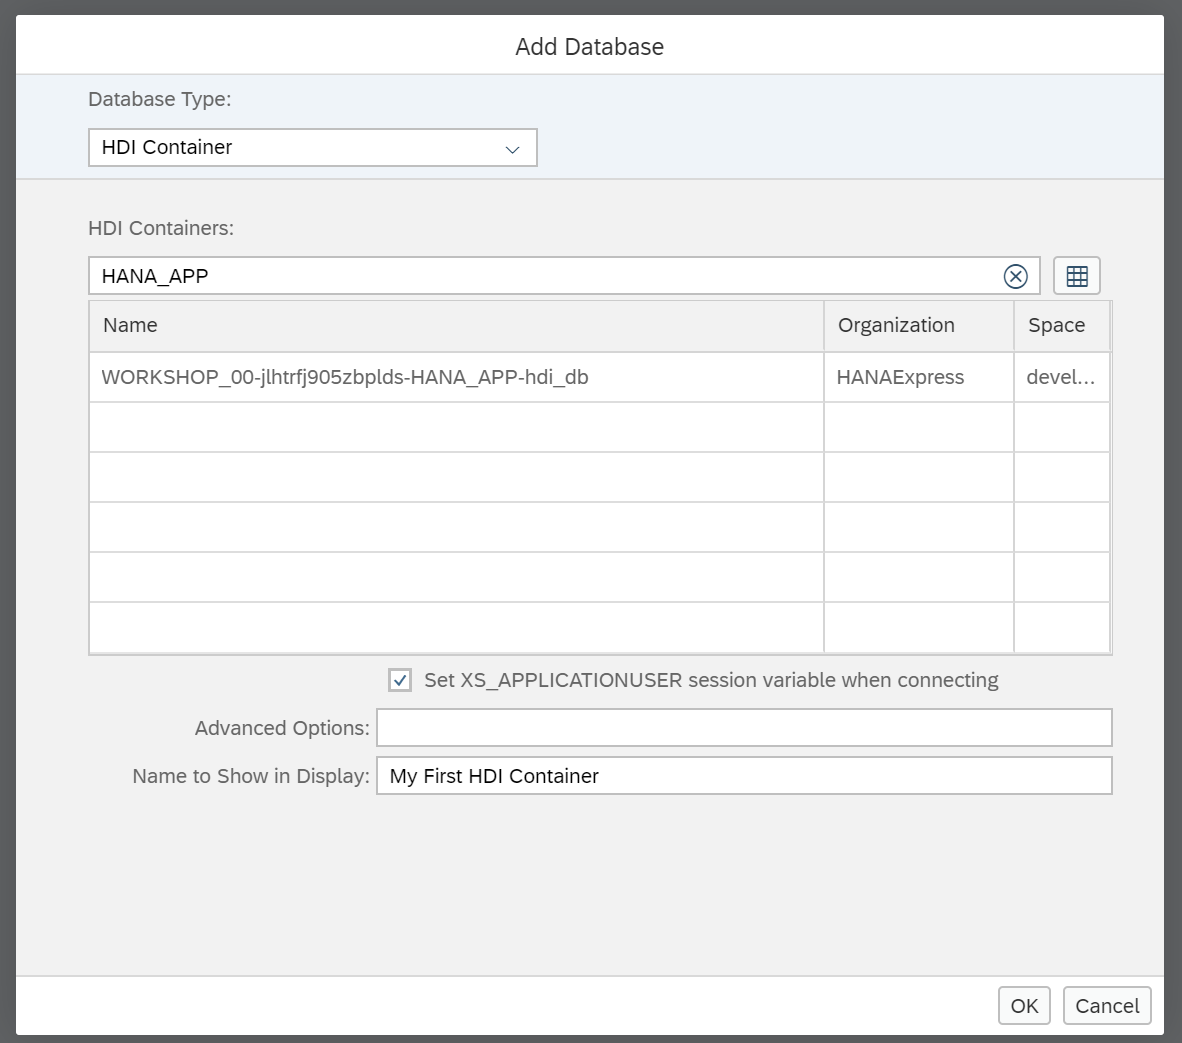 Add Database
Database Type:
HDI Container
HDI Containers:
HANA_APP
Name Organization Space
WORKSHOP_00-jlhtrfj905zbplds-HANA_APP-hdi_db HANAExpress devel...
Set XS_APPLICATIONUSER session variable when connecting
Advanced Options:
Name to Show in Display: My First HDI Container
OK Cancel